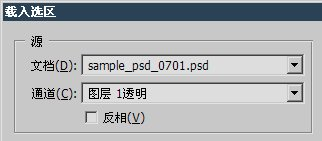 载入选区
源
文档(D): sample_psd_0701.psd
通道(C): 图层 1透明
反相(V)